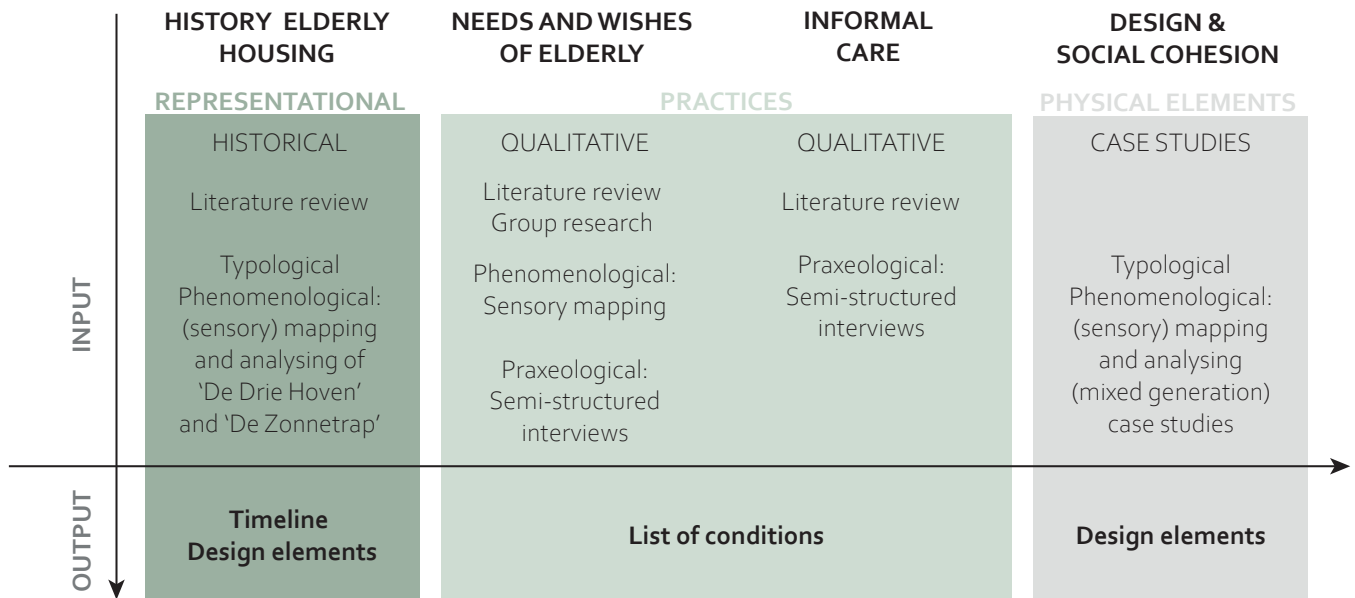 HISTORY ELDERLY
HOUSING
REPRESENTATIONAL
HISTORICAL
Literature review
Typological
Phenomenological:
(sensory) mapping
and analysing of
‘De Drie Hoven’
and ‘De Zonnetrap’
NEEDS AND WISHES
OF ELDERLY
INFORMAL
CARE
PRACTICES
QUALITATIVE
Literature review
Group research
Phenomenological:
Sensory mapping
Praxeological:
Semi-structured
interviews
QUALITATIVE
Literature review
Praxeological:
Semi-structured
interviews
DESIGN &
SOCIAL COHESION
PHYSICAL ELEMENTS
CASE STUDIES
Typological
Phenomenological:
(sensory) mapping
and analysing
(mixed generation)
case studies
INPUT
OUTPUT
Timeline
Design elements
List of conditions
Design elements